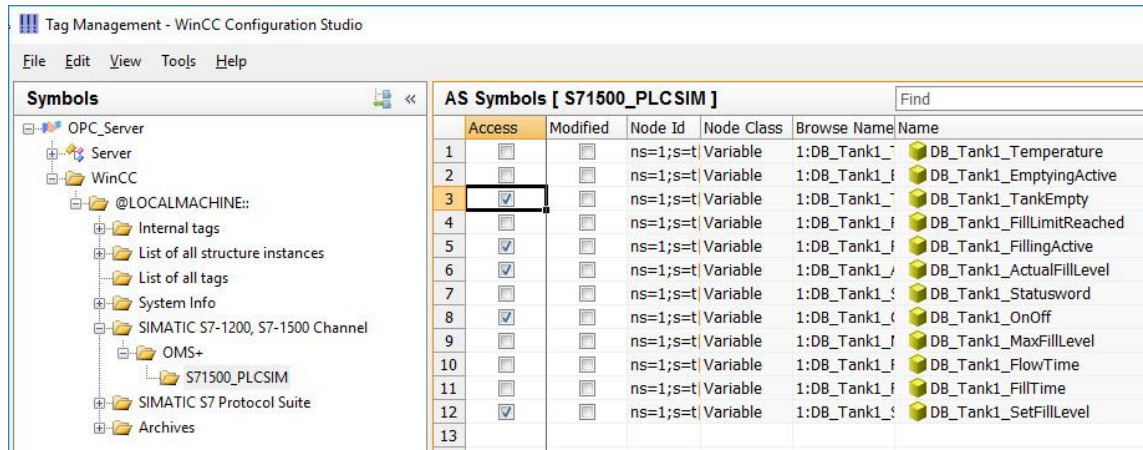 Tag Management - WinCC Configuration Studio
File Edit View Tools Help
Symbols «
OPC_Server
Server
WinCC
@LOCALMACHINE::
Internal tags
List of all structure instances
List of all tags
System Info
SIMATIC S7-1200, S7-1500 Channel
OMS+
S71500_PLCSIM
SIMATIC S7 Protocol Suite
Archives
AS Symbols [ S71500_PLCSIM ] Find
Access Modified Node Id Node Class Browse Name Name
1 ns=1;s=t Variable 1:DB_Tank1_ DB_Tank1_Temperature
2 ns=1;s=t Variable 1:DB_Tank1_ DB_Tank1_EmptyingActive
3 ns=1;s=t Variable 1:DB_Tank1_ DB_Tank1_TankEmpty
4 ns=1;s=t Variable 1:DB_Tank1_ DB_Tank1_FillLimitReached
5 ns=1;s=t Variable 1:DB_Tank1_ DB_Tank1_FillingActive
6 ns=1;s=t Variable 1:DB_Tank1_ DB_Tank1_ActualFillLevel
7 ns=1;s=t Variable 1:DB_Tank1_ DB_Tank1_Statusword
8 ns=1;s=t Variable 1:DB_Tank1_ DB_Tank1_OnOff
9 ns=1;s=t Variable 1:DB_Tank1_ DB_Tank1_MaxFillLevel
10 ns=1;s=t Variable 1:DB_Tank1_ DB_Tank1_FlowTime
11 ns=1;s=t Variable 1:DB_Tank1_ DB_Tank1_FillTime
12 ns=1;s=t Variable 1:DB_Tank1_ DB_Tank1_SetFillLevel
13